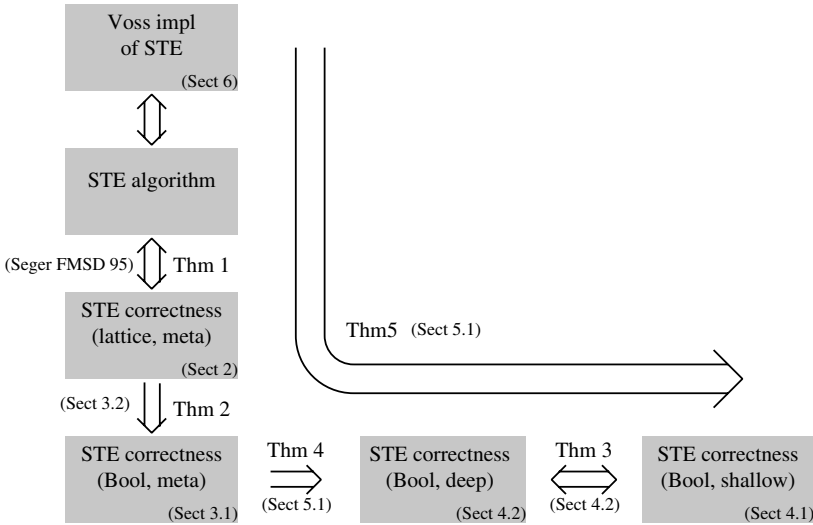 Voss impl
of STE
(Sect 6)
STE algorithm
(Seger FMSD 95)
Thm 1
STE correctness
(lattice, meta)
(Sect 2)
Thm5 (Sect 5.1)
(Sect 3.2)
Thm 2
STE correctness
(Bool, meta)
(Sect 3.1)
Thm 4
(Sect 5.1)
STE correctness
(Bool, deep)
(Sect 4.2)
Thm 3
(Sect 4.2)
STE correctness
(Bool, shallow)
(Sect 4.1)